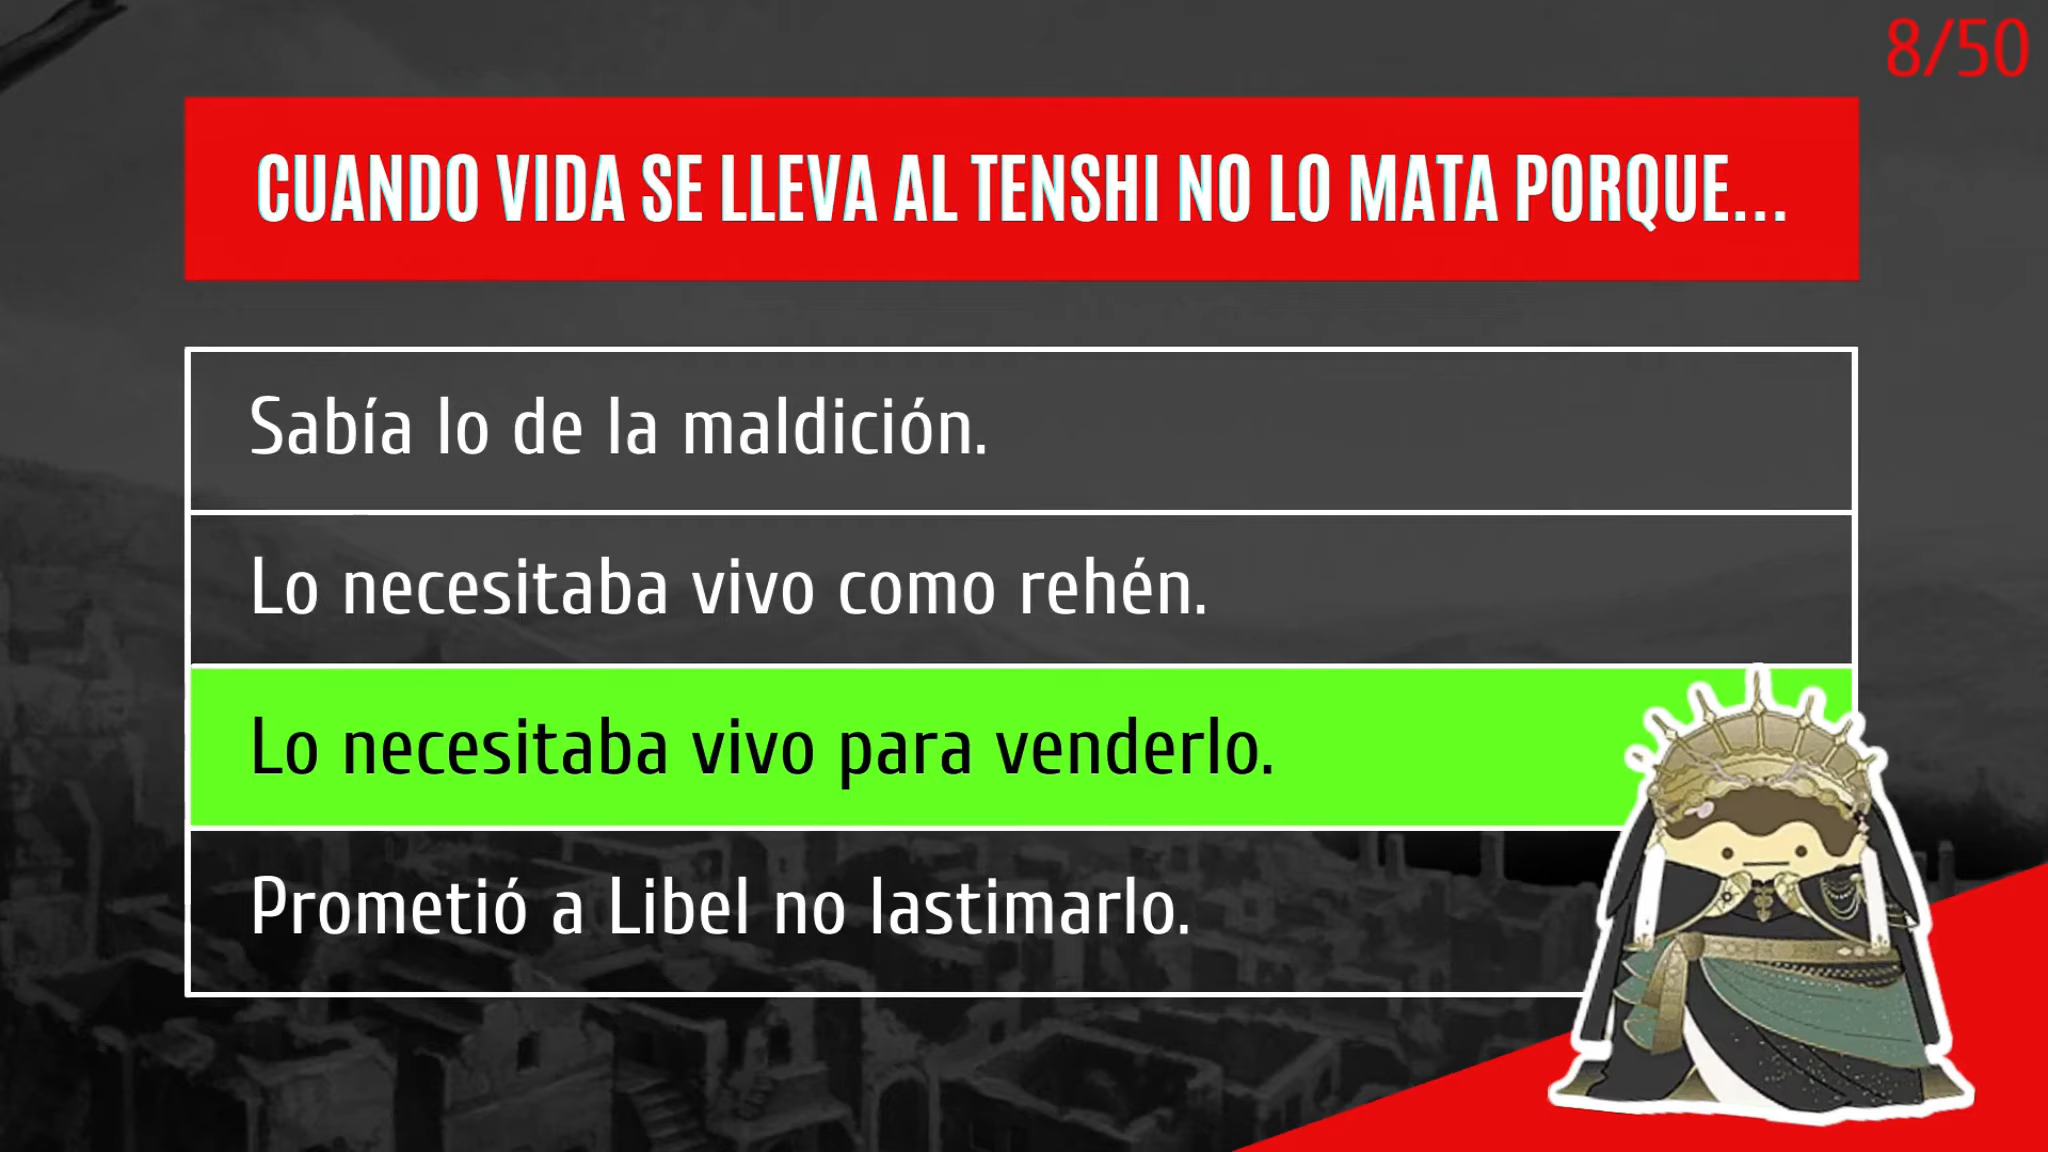 8/50
CUANDO VIDA SE LLEVA AL TENSHI NO LO MATA PORQUE...
Sabía lo de la maldición.
Lo necesitaba vivo como rehén.
Lo necesitaba vivo para venderlo.
Prometió a Libel no lastimarlo.